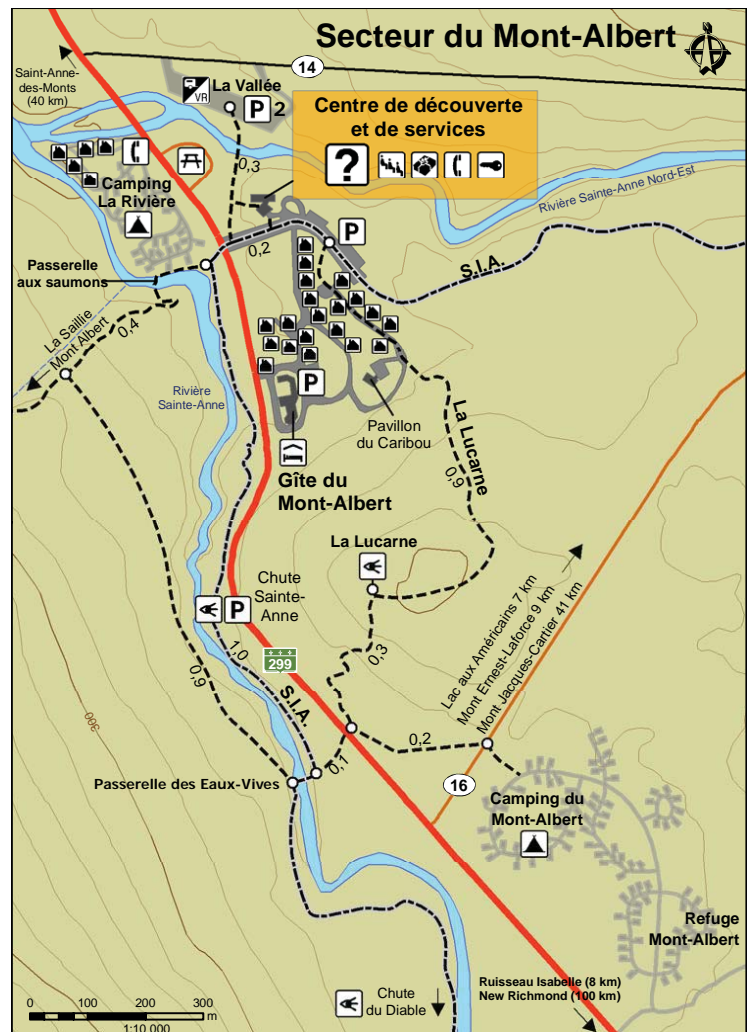 Secteur du Mont-Albert
Saint-Anne-
des-Monts
(40 km)
14
VR
La Vallée
P 2
Centre de découverte
et de services
?
0,3
Camping
La Rivière
Rivière Sainte-Anne Nord-Est
0,2
P
S.I.A.
Passerelle
aux saumons
0,4
La Saillie
Mont Albert
Rivière
Sainte-Anne
P
Pavillon
du Caribou
La Lucarne
0,9
Gîte du
Mont-Albert
La Lucarne
Chute
Sainte-
Anne
P
Lac aux Américains 7 km
Mont Ernest-Laforce 9 km
Mont Jacques-Cartier 41 km
1,0
299
0,3
0,9
S.I.A.
300
0,2
0,1
Passerelle des Eaux-Vives
16
Camping du
Mont-Albert
Refuge
Mont-Albert
Chute
du Diable
Ruisseau Isabelle (8 km)
New Richmond (100 km)
0 100 200 300
m
1:10 000